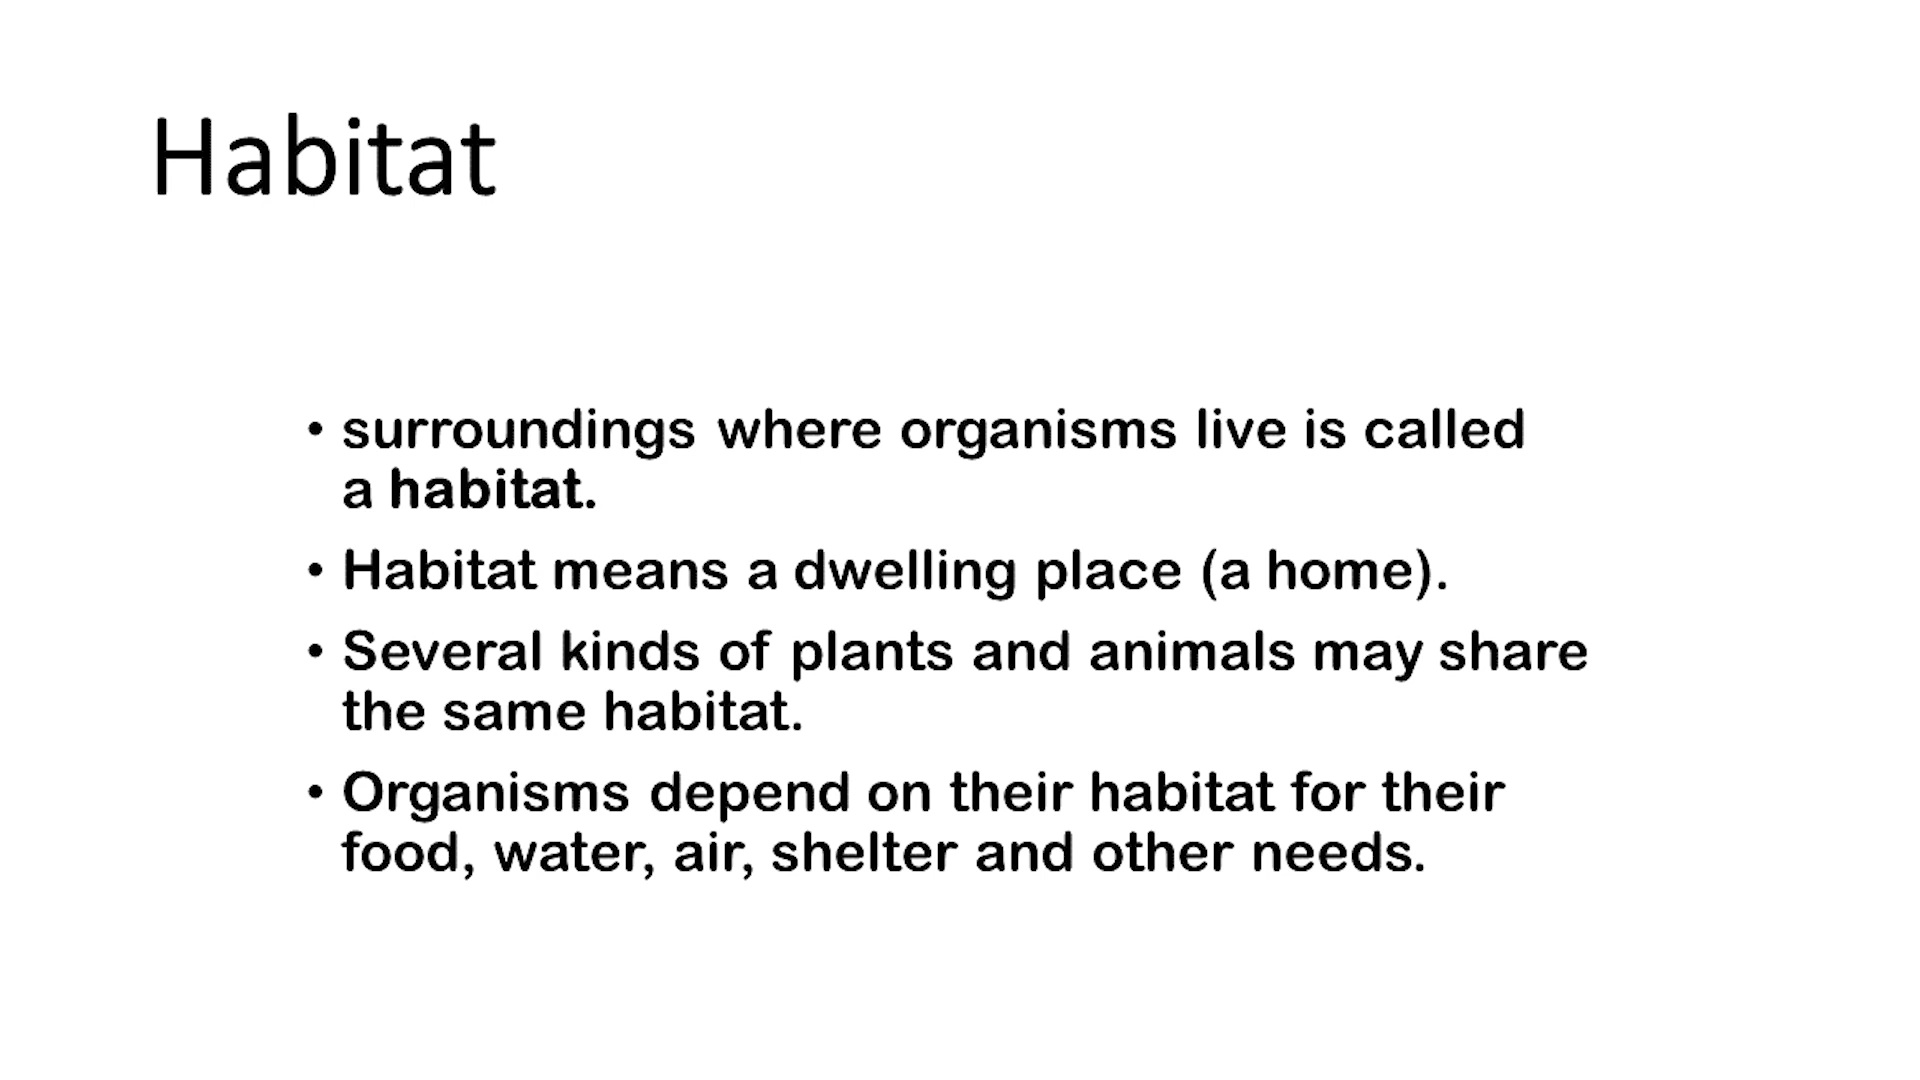 Habitat
• surroundings where organisms live is called
a habitat.
• Habitat means a dwelling place (a home).
• Several kinds of plants and animals may share
the same habitat.
• Organisms depend on their habitat for their
food, water, air, shelter and other needs.